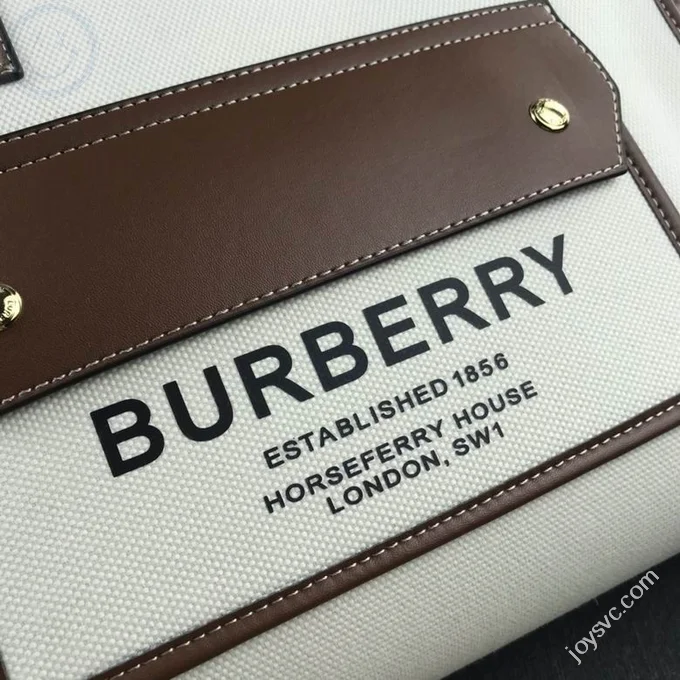 BURBERRY
ESTABLISHED 1856
HORSEFERRY HOUSE
LONDON, SW1
joysvc.com